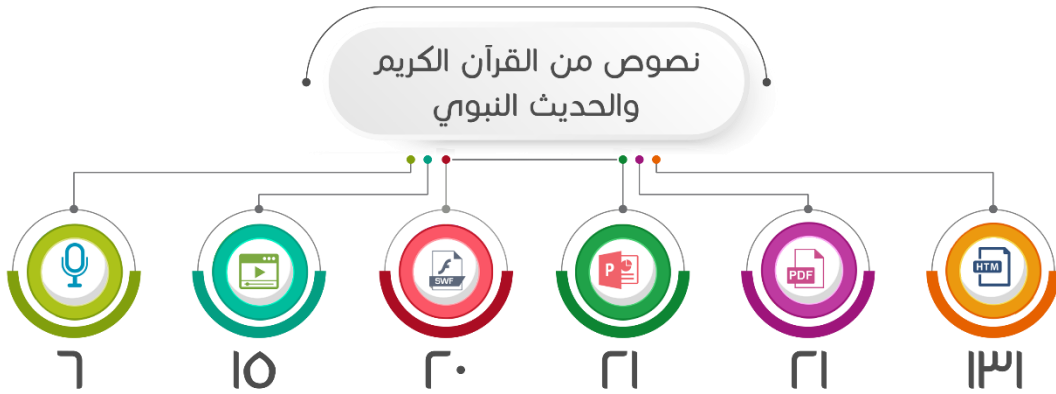 نصوص من القرآن الكريم
والحديث النبوي
HTM
PDF
P
SWF
١٣١
٢١
٢١
٢٠
١٥
٦